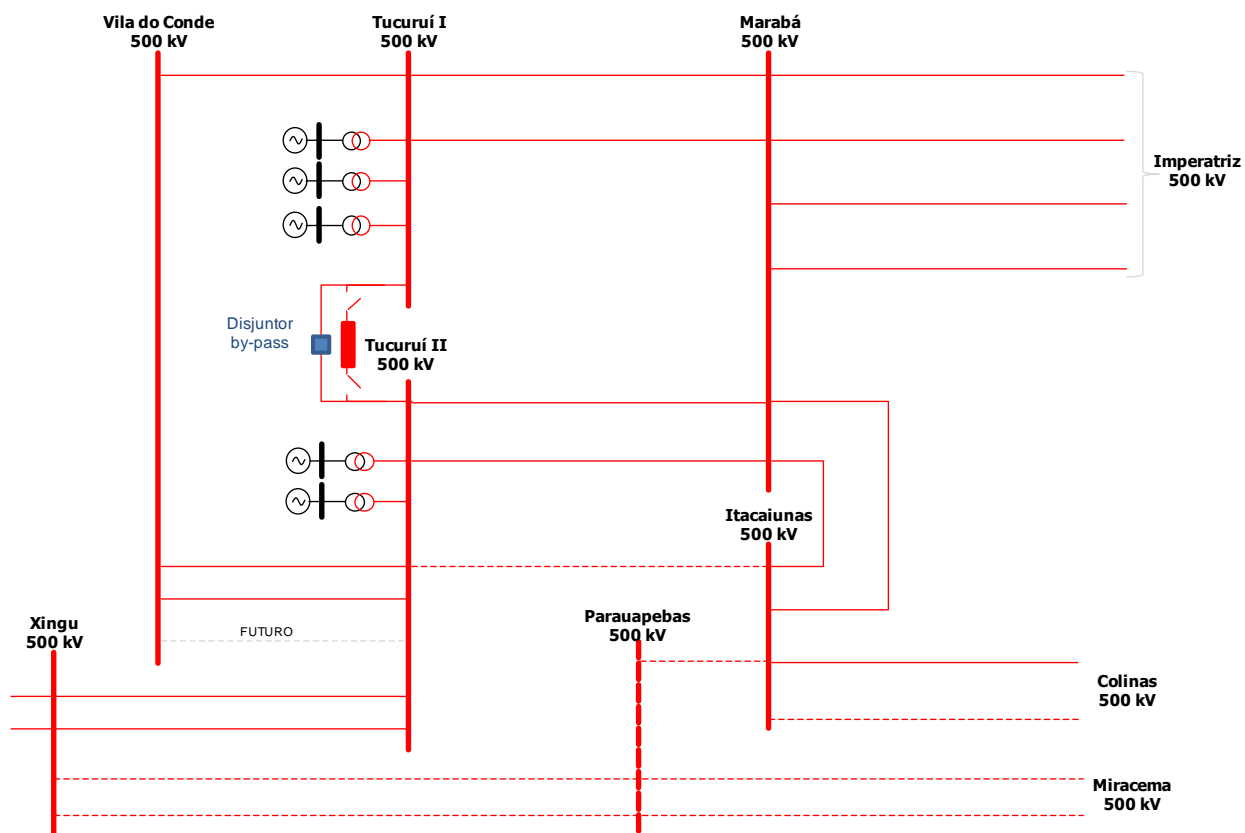 Vila do Conde
500 kV
Tucuruí I
500 kV
Marabá
500 kV
Imperatriz
500 kV
Disjuntor
by-pass
Tucuruí II
500 kV
Itacaiunas
500 kV
Xingu
500 kV
FUTURO
Parauapebas
500 kV
Colinas
500 kV
Miracema
500 kV